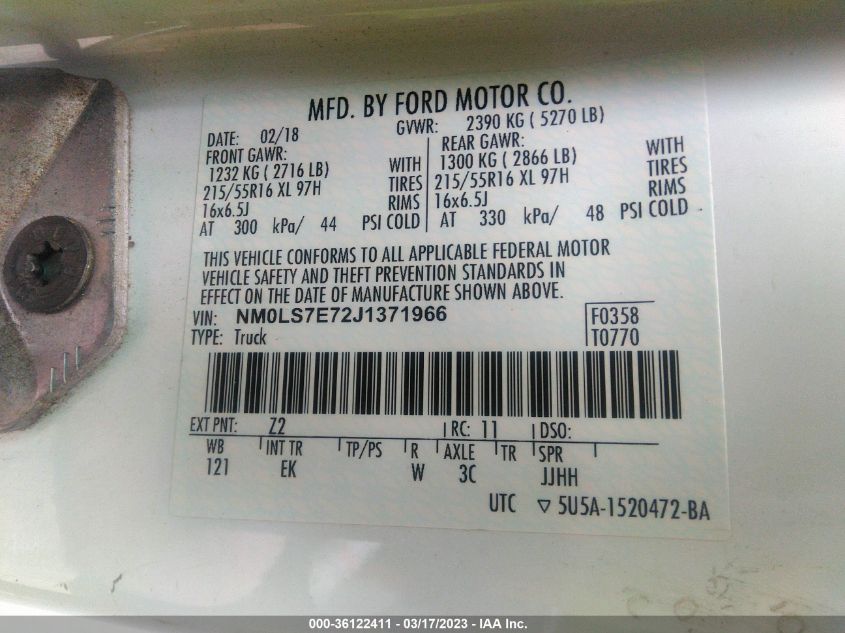 MFD. BY FORD MOTOR CO.
DATE: 02/18 GVWR: 2390 KG ( 5270 LB)
FRONT GAWR: REAR GAWR:
1232 KG ( 2716 LB) WITH 1300 KG ( 2866 LB) WITH
215/55R16 XL 97H TIRES 215/55R16 XL 97H TIRES
16x6.5J RIMS 16x6.5J RIMS
AT 300 kPa/ 44 PSI COLD AT 330 kPa/ 48 PSI COLD
THIS VEHICLE CONFORMS TO ALL APPLICABLE FEDERAL MOTOR
VEHICLE SAFETY AND THEFT PREVENTION STANDARDS IN
EFFECT ON THE DATE OF MANUFACTURE SHOWN ABOVE.
VIN: NM0LS7E72J1371966 F0358
TYPE: Truck T0770
EXT PNT: Z2 RC: 11 DSO:
WB INT TR TP/PS R AXLE TR SPR
121 EK W 3C JJHH
UTC ▽ 5U5A-1520472-BA
000-36122411 - 03/17/2023 - IAA Inc.